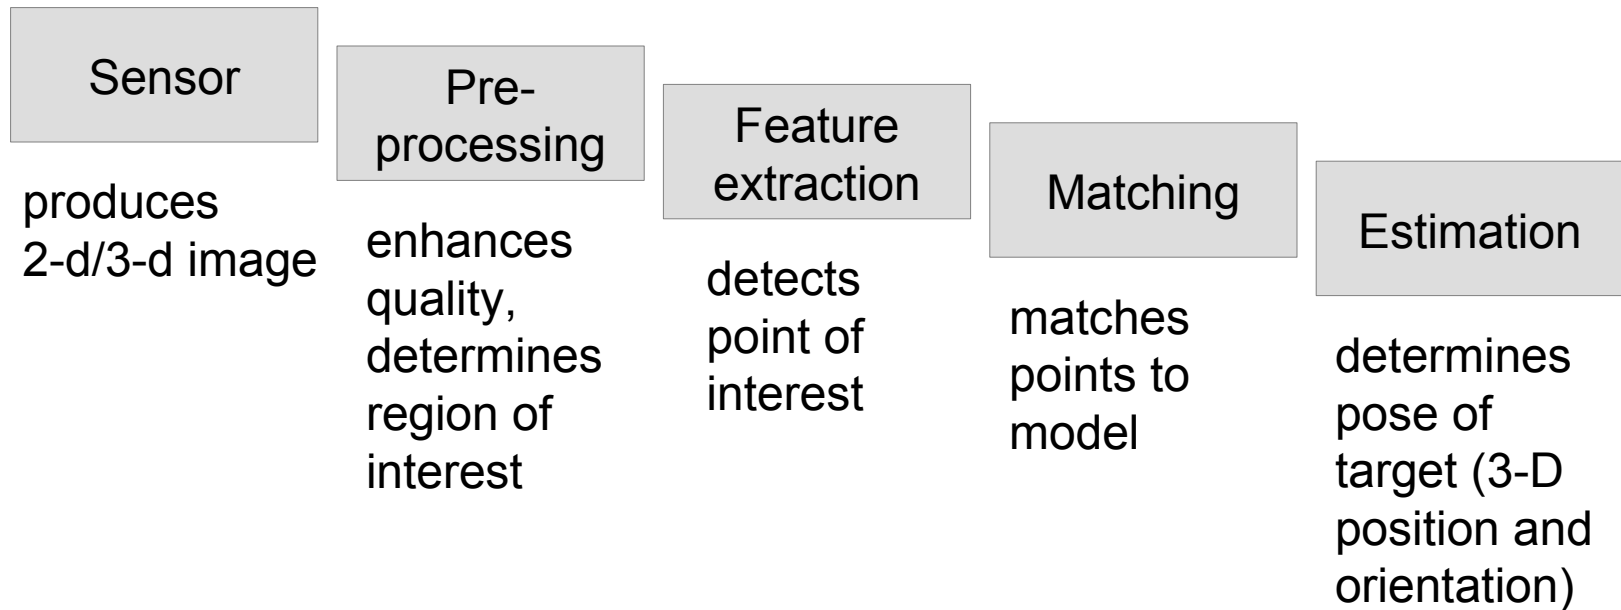 Sensor
produces
2-d/3-d image
Pre-
processing
enhances
quality,
determines
region of
interest
Feature
extraction
detects
point of
interest
Matching
matches
points to
model
Estimation
determines
pose of
target (3-D
position and
orientation)